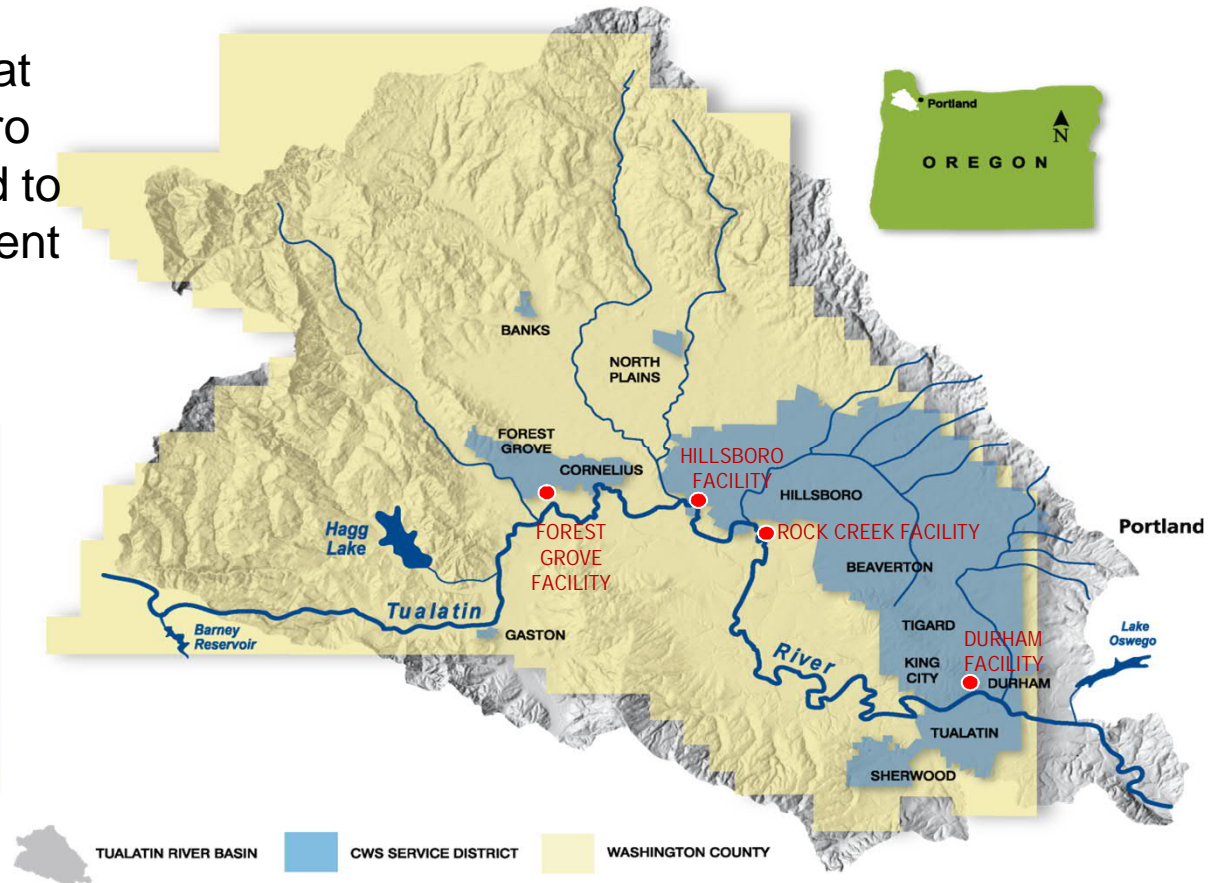 at
ro
d to
ent
Portland
N
OREGON
BANKS
NORTH
PLAINS
FOREST
GROVE
CORNELIUS
HILLSBORO
FACILITY
HILLSBORO
Hagg
Lake
FOREST
GROVE
FACILITY
ROCK CREEK FACILITY
Portland
BEAVERTON
Tualatin
Barney
Reservoir
GASTON
TIGARD
River
KING
CITY
DURHAM
FACILITY
DURHAM
Lake
Oswego
TUALATIN
SHERWOOD
TUALATIN RIVER BASIN
CWS SERVICE DISTRICT
WASHINGTON COUNTY